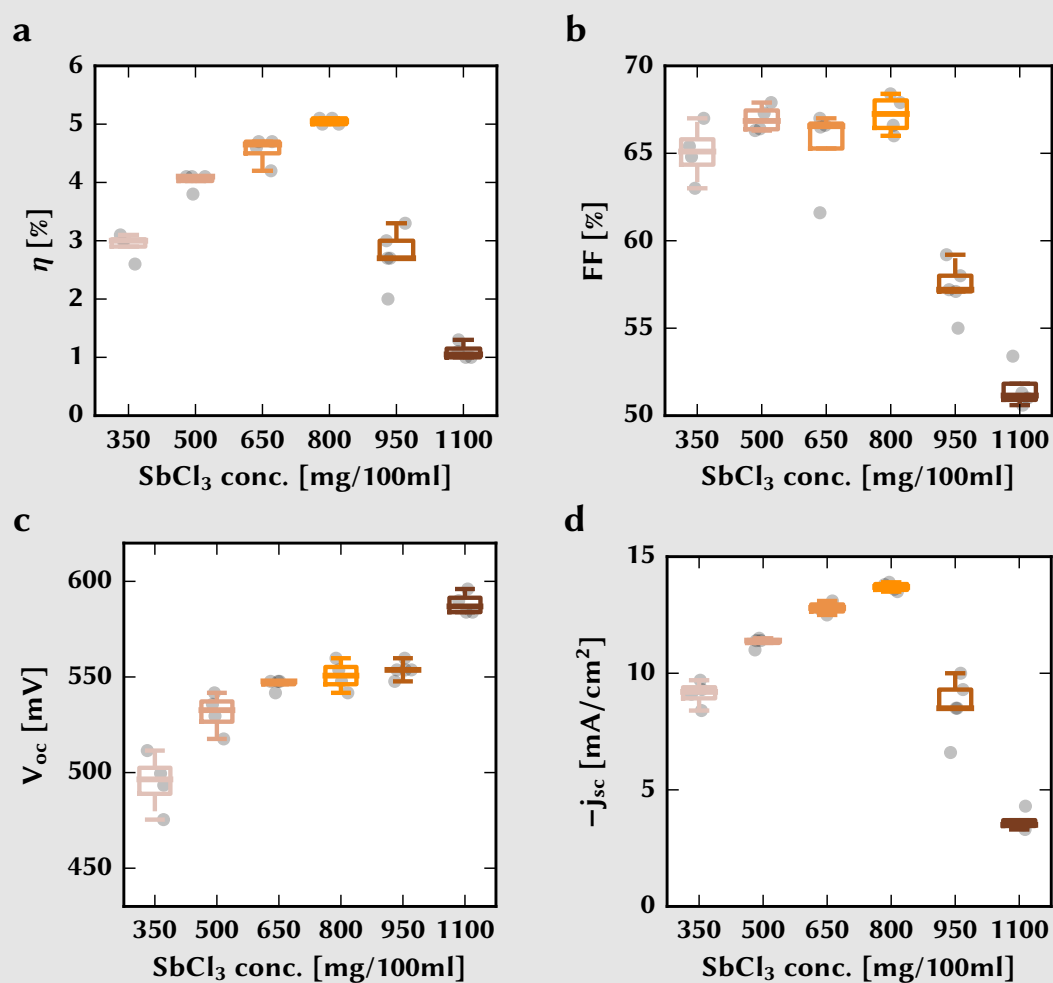 a
6
5
4
3
2
1
0
η [%]
350 500 650 800 950 1100
SbCl₃ conc. [mg/100ml]
b
70
65
60
55
50
FF [%]
350 500 650 800 950 1100
SbCl₃ conc. [mg/100ml]
c
600
550
500
450
Vₒc [mV]
350 500 650 800 950 1100
SbCl₃ conc. [mg/100ml]
d
15
10
5
0
−jsc [mA/cm²]
350 500 650 800 950 1100
SbCl₃ conc. [mg/100ml]